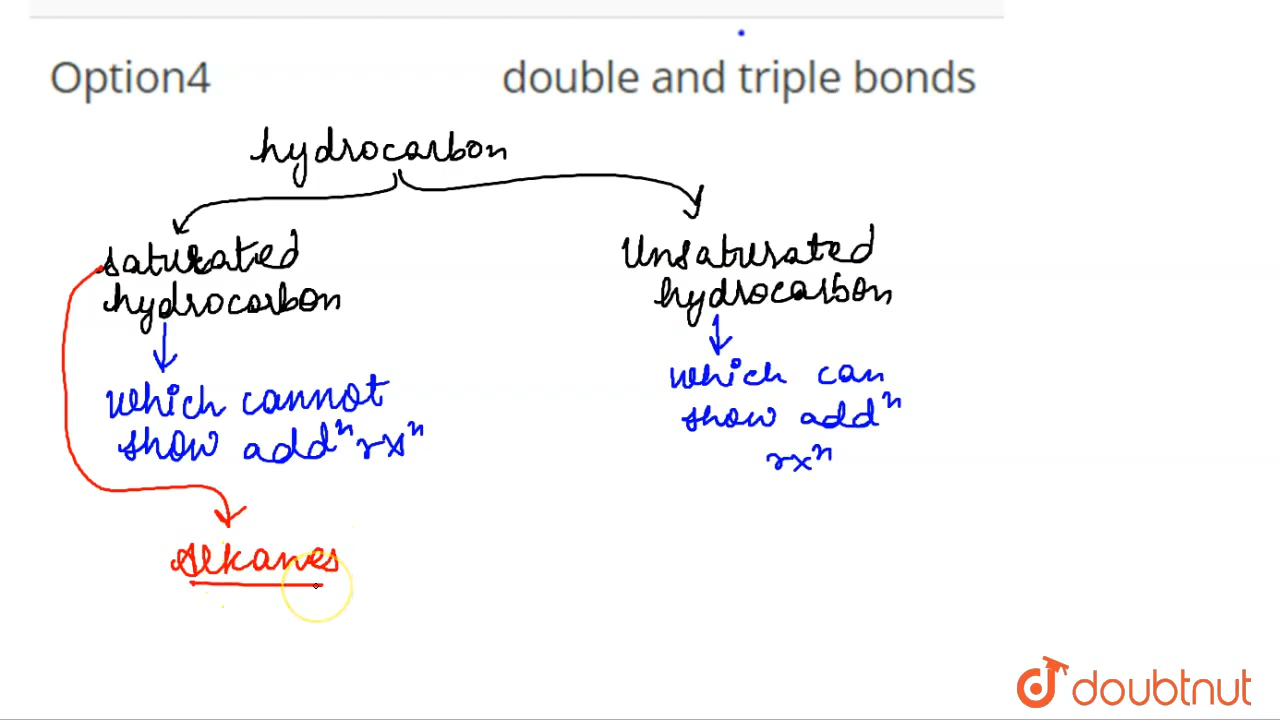 Option4 double and triple bonds
hydrocarbon
saturated
hydrocarbon
Unsaturated
hydrocarbon
which cannot
show addⁿ rxⁿ
which can
show addⁿ
rxⁿ
Alkanes
doubtnut